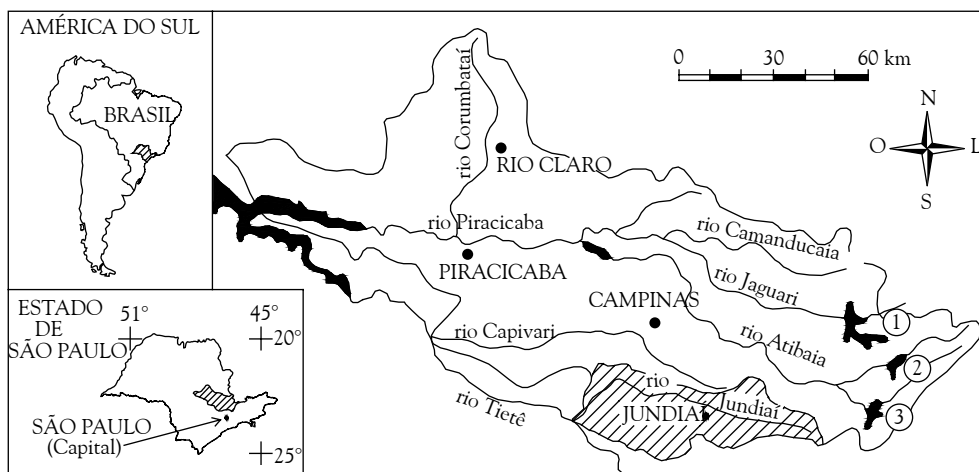 AMÉRICA DO SUL
BRASIL
ESTADO
DE
SÃO PAULO
51°
45°
20°
SÃO PAULO
(Capital)
25°
0
30
60 km
N
O
L
S
rio Corumbataí
RIO CLARO
rio Piracicaba
PIRACICABA
rio Camanducaia
rio Jaguari
CAMPINAS
rio Atibaia
rio Capivari
rio Tietê
rio
Jundiaí
JUNDIAÍ
1
2
3